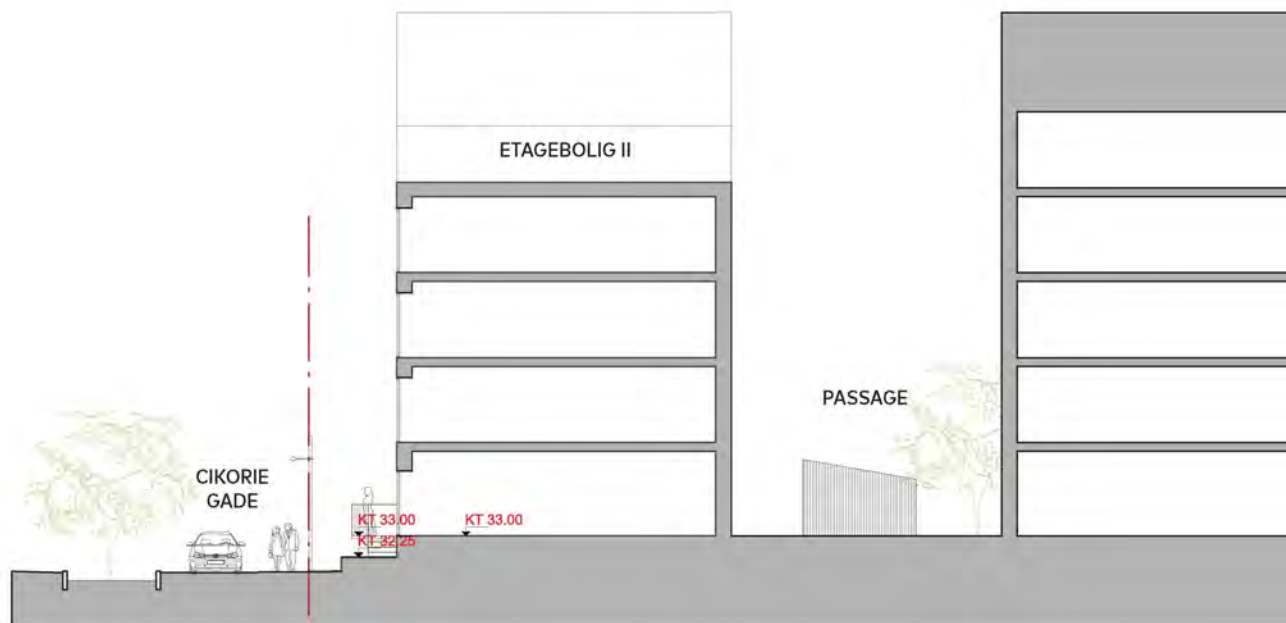 ETAGEBOLIG II
PASSAGE
CIKORIE
GADE
KT 33.00
KT 33.00
KT 32.25